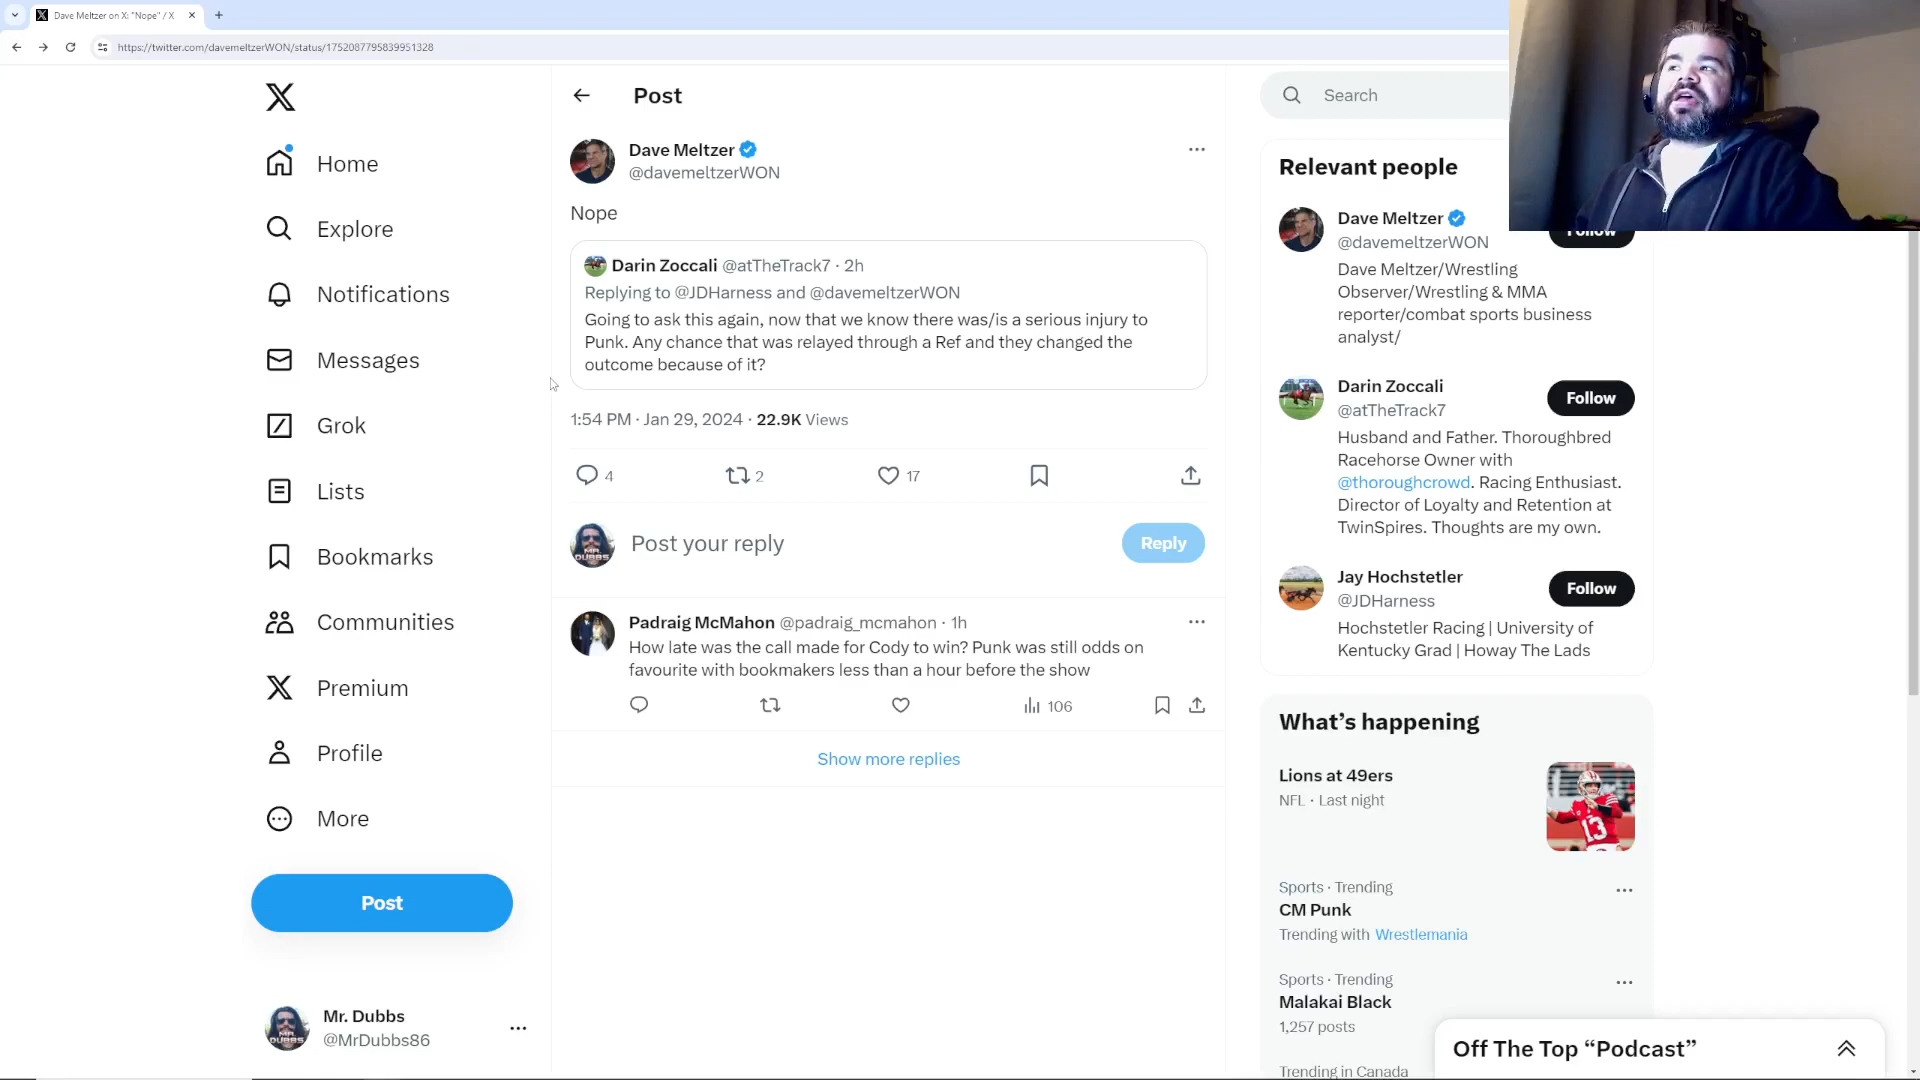 Dave Meltzer on X: "Nope" / X
https://twitter.com/davemeltzerWON/status/1752087795839951328
Home
Explore
Notifications
Messages
Grok
Lists
Bookmarks
Communities
Premium
Profile
More
Post
Mr. Dubbs
@MrDubbs86
Post
Dave Meltzer
@davemeltzerWON
Nope
Darin Zoccali @atTheTrack7 · 2h
Replying to @JDHarness and @davemeltzerWON
Going to ask this again, now that we know there was/is a serious injury to
Punk. Any chance that was relayed through a Ref and they changed the
outcome because of it?
1:54 PM · Jan 29, 2024 · 22.9K Views
4 2 17
MR. DUBBS
Post your reply
Reply
Padraig McMahon @padraig_mcmahon · 1h
How late was the call made for Cody to win? Punk was still odds on
favourite with bookmakers less than a hour before the show
106
Show more replies
Search
Relevant people
Dave Meltzer
@davemeltzerWON
Follow
Dave Meltzer/Wrestling
Observer/Wrestling & MMA
reporter/combat sports business
analyst/
Darin Zoccali
@atTheTrack7
Follow
Husband and Father. Thoroughbred
Racehorse Owner with
@thoroughcrowd. Racing Enthusiast.
Director of Loyalty and Retention at
TwinSpires. Thoughts are my own.
Jay Hochstetler
@JDHarness
Follow
Hochstetler Racing | University of
Kentucky Grad | Howay The Lads
What's happening
Lions at 49ers
NFL · Last night
13
Sports · Trending
CM Punk
Trending with Wrestlemania
Sports · Trending
Malakai Black
1,257 posts
Trending in Canada
Off The Top "Podcast"